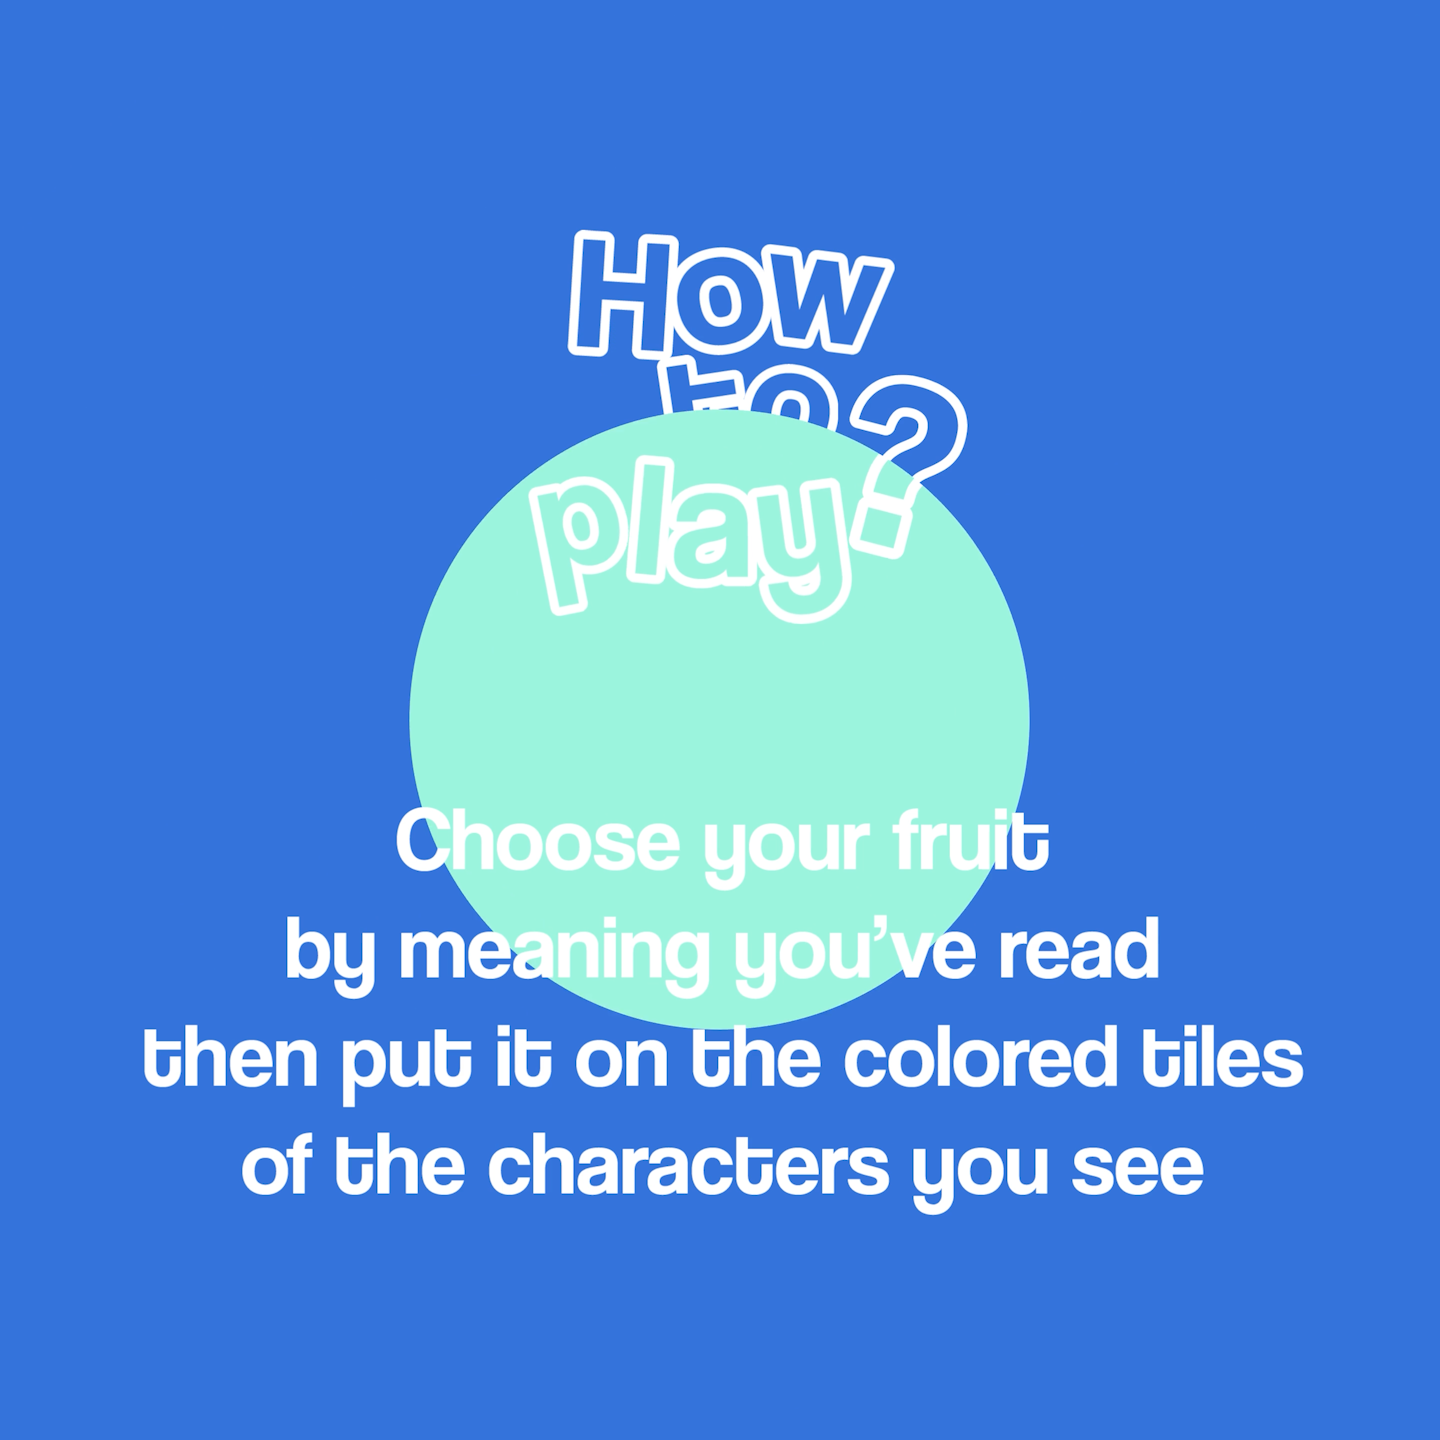 How
to
play?
Choose your fruit
by meaning you’ve read
then put it on the colored tiles
of the characters you see